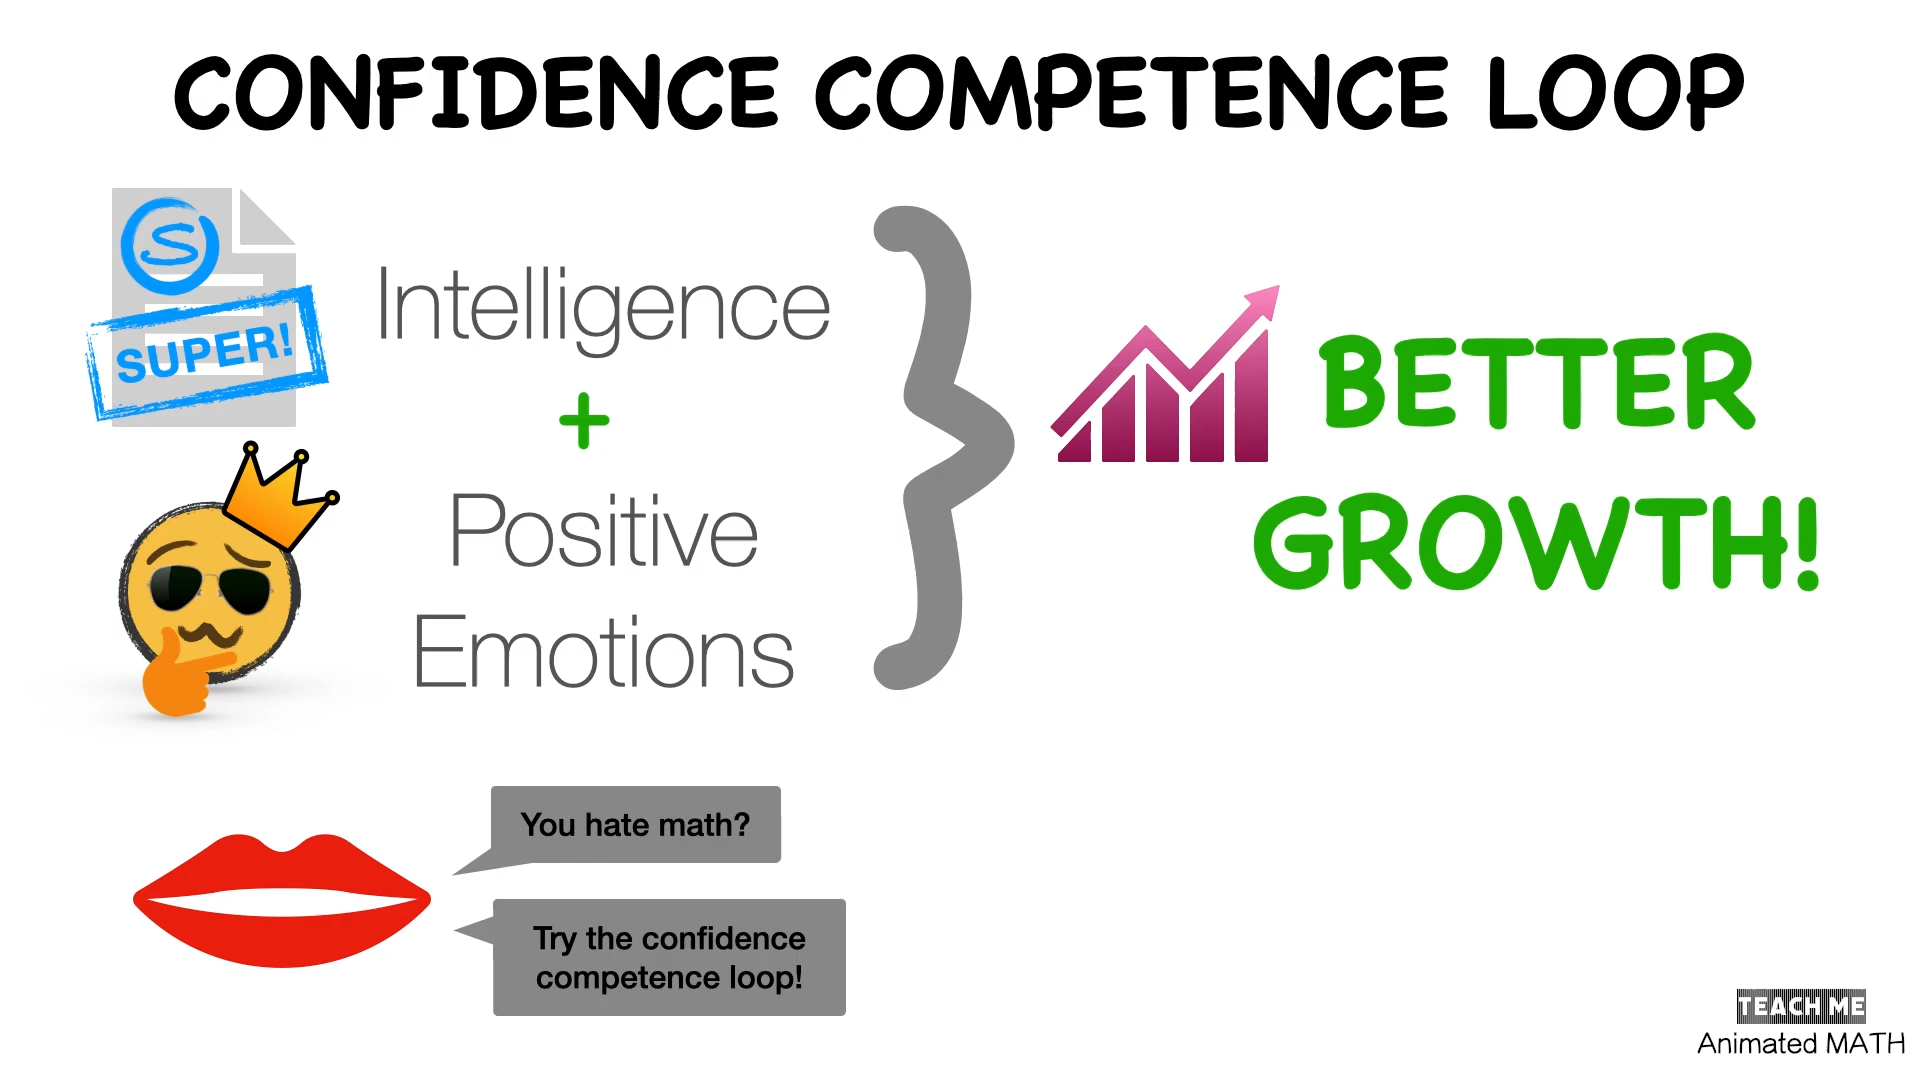 CONFIDENCE COMPETENCE LOOP
S
SUPER!
Intelligence
+
Positive
Emotions
BETTER
GROWTH!
You hate math?
Try the confidence
competence loop!
TEACH ME
Animated MATH